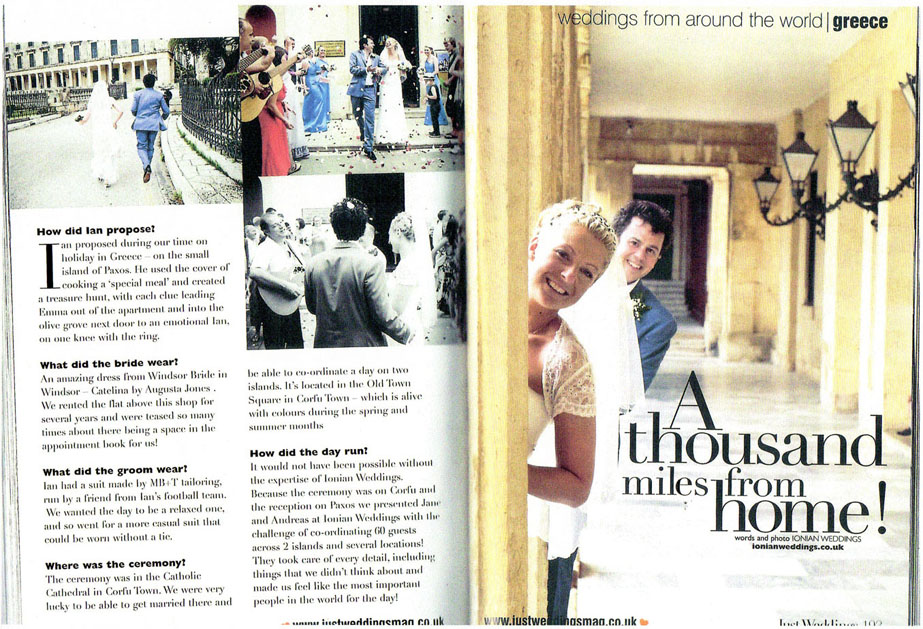 How did Ian propose?
Ian proposed during our time on
holiday in Greece – on the small
island of Paxos. He used the cover of
cooking a ‘special meal’ and created
a treasure hunt, with each clue leading
Emma out of the apartment and into the
olive grove next door to an emotional Ian,
on one knee with the ring.
What did the bride wear?
An amazing dress from Windsor Bride in
Windsor – Catelina by Augusta Jones .
We rented the flat above this shop for
several years and were teased so many
times about there being a space in the
appointment book for us!
What did the groom wear?
Ian had a suit made by MB+T tailoring,
run by a friend from Ian's football team.
We wanted the day to be a relaxed one,
and so went for a more casual suit that
could be worn without a tie.
Where was the ceremony?
The ceremony was in the Catholic
Cathedral in Corfu Town. We were very
lucky to be able to get married there and
be able to co-ordinate a day on two
islands. It's located in the Old Town
Square in Corfu Town – which is alive
with colours during the spring and
summer months
How did the day run?
It would not have been possible without
the expertise of Ionian Weddings.
Because the ceremony was on Corfu and
the reception on Paxos we presented Jane
and Andreas at Ionian Weddings with the
challenge of co-ordinating 60 guests
across 2 islands and several locations!
They took care of every detail, including
things that we didn't think about and
made us feel like the most important
people in the world for the day!
www.justweddingsmag.co.uk
weddings from around the world|greece
A
thousand
miles from
home!
words and photo IONIAN WEDDINGS
ionianweddings.co.uk
www.justweddingsmag.co.uk
Just Weddings 103